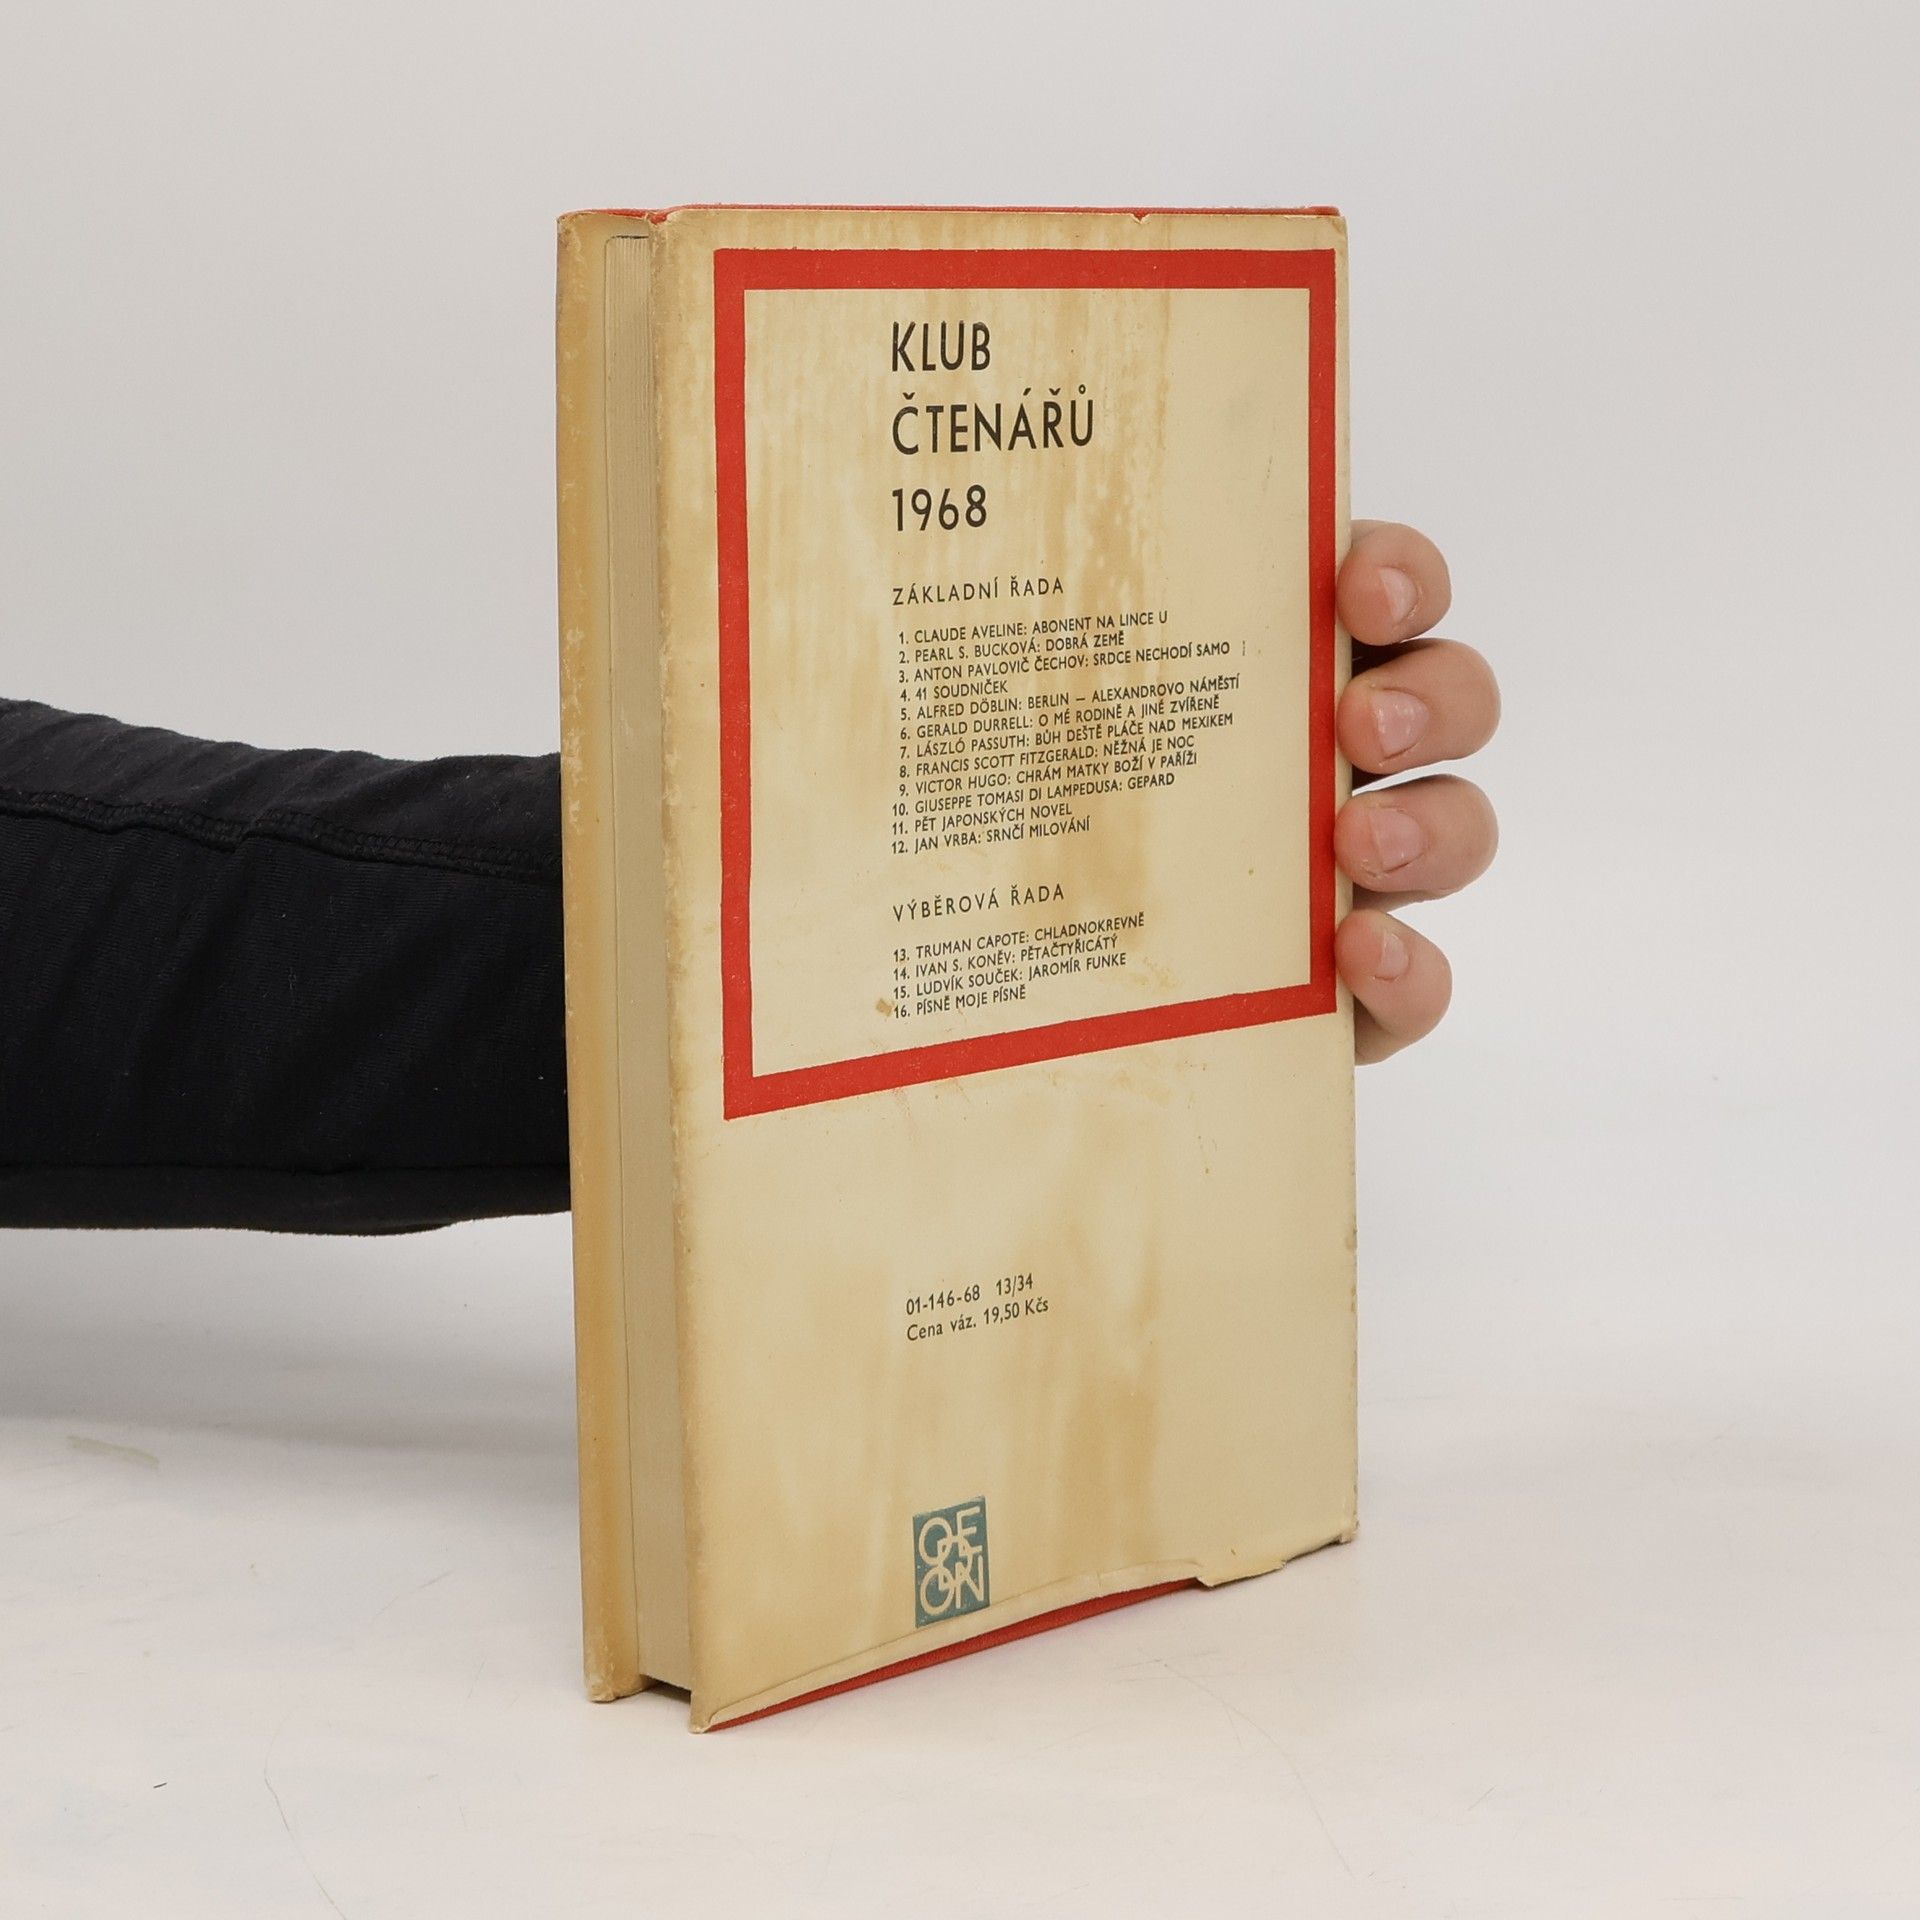 KLUB
ČTENÁŘŮ
1968
ZÁKLADNÍ ŘADA
1. CLAUDE AVELINE: ABONENT NA LINCE U
2. PEARL S. BUCKOVÁ: DOBRÁ ZEMĚ
3. ANTON PAVLOVIČ ČECHOV: SRDCE NECHODÍ SAMO
4. 41 SOUDNIČEK
5. ALFRED DÖBLIN: BERLIN — ALEXANDROVO NÁMĚSTÍ
6. GERALD DURRELL: O MÉ RODINĚ A JINÉ ZVÍŘENĚ
7. LÁSZLÓ PASSUTH: BŮH DEŠTĚ PLÁČE NAD MEXIKEM
8. FRANCIS SCOTT FITZGERALD: NĚŽNÁ JE NOC
9. VICTOR HUGO: CHRÁM MATKY BOŽÍ V PAŘÍŽI
10. GIUSEPPE TOMASI DI LAMPEDUSA: GEPARD
11. PĚT JAPONSKÝCH NOVEL
12. JAN VRBA: SRNČÍ MILOVÁNÍ
VÝBĚROVÁ ŘADA
13. TRUMAN CAPOTE: CHLADNOKREVNĚ
14. IVAN S. KONĚV: PĚTAČTYŘICÁTÝ
15. LUDVÍK SOUČEK: JAROMÍR FUNKE
16. PÍSNĚ MOJE PÍSNĚ
01-146-68 13/34
Cena váz. 19,50 Kčs
ODEON